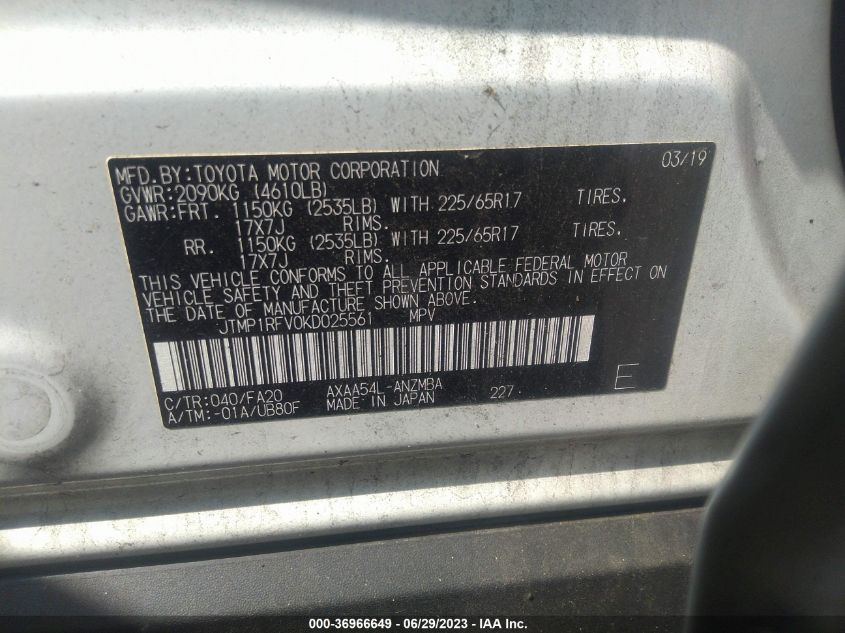 MFD.BY:TOYOTA MOTOR CORPORATION 03/19
GVWR:2090KG (4610LB)
GAWR:FRT. 1150KG (2535LB) WITH 225/65R17 TIRES.
17X7J RIMS.
RR. 1150KG (2535LB) WITH 225/65R17 TIRES.
17X7J RIMS.
THIS VEHICLE CONFORMS TO ALL APPLICABLE FEDERAL MOTOR
VEHICLE SAFETY AND THEFT PREVENTION STANDARDS IN EFFECT ON
THE DATE OF MANUFACTURE SHOWN ABOVE.
JTMP1RFV0KD025561 MPV
C/TR:040/FA20 AXAA54L-ANZMBA 227 E
A/TM:-01A/UB80F MADE IN JAPAN
000-36966649 - 06/29/2023 - IAA Inc.